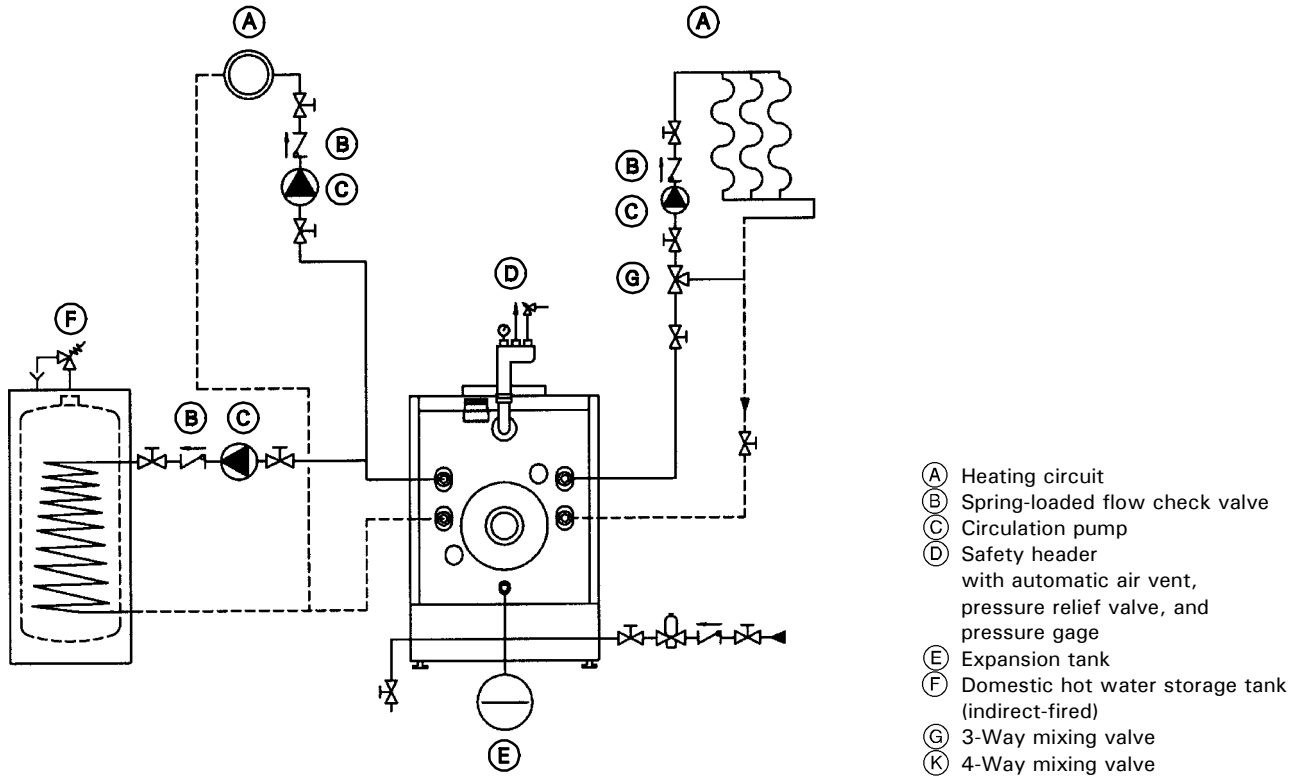 A
A
B
C
B
C
G
D
F
B
C
E
A Heating circuit
B Spring-loaded flow check valve
C Circulation pump
D Safety header
with automatic air vent,
pressure relief valve, and
pressure gage
E Expansion tank
F Domestic hot water storage tank
(indirect-fired)
G 3-Way mixing valve
K 4-Way mixing valve